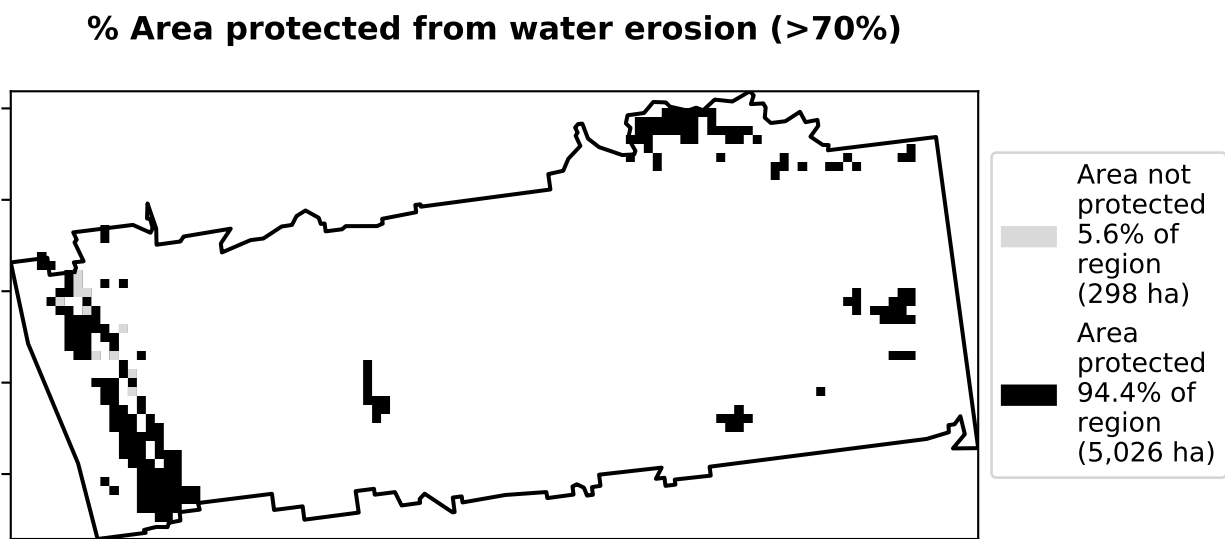 % Area protected from water erosion (>70%)
Area not
protected
5.6% of
region
(298 ha)
Area
protected
94.4% of
region
(5,026 ha)